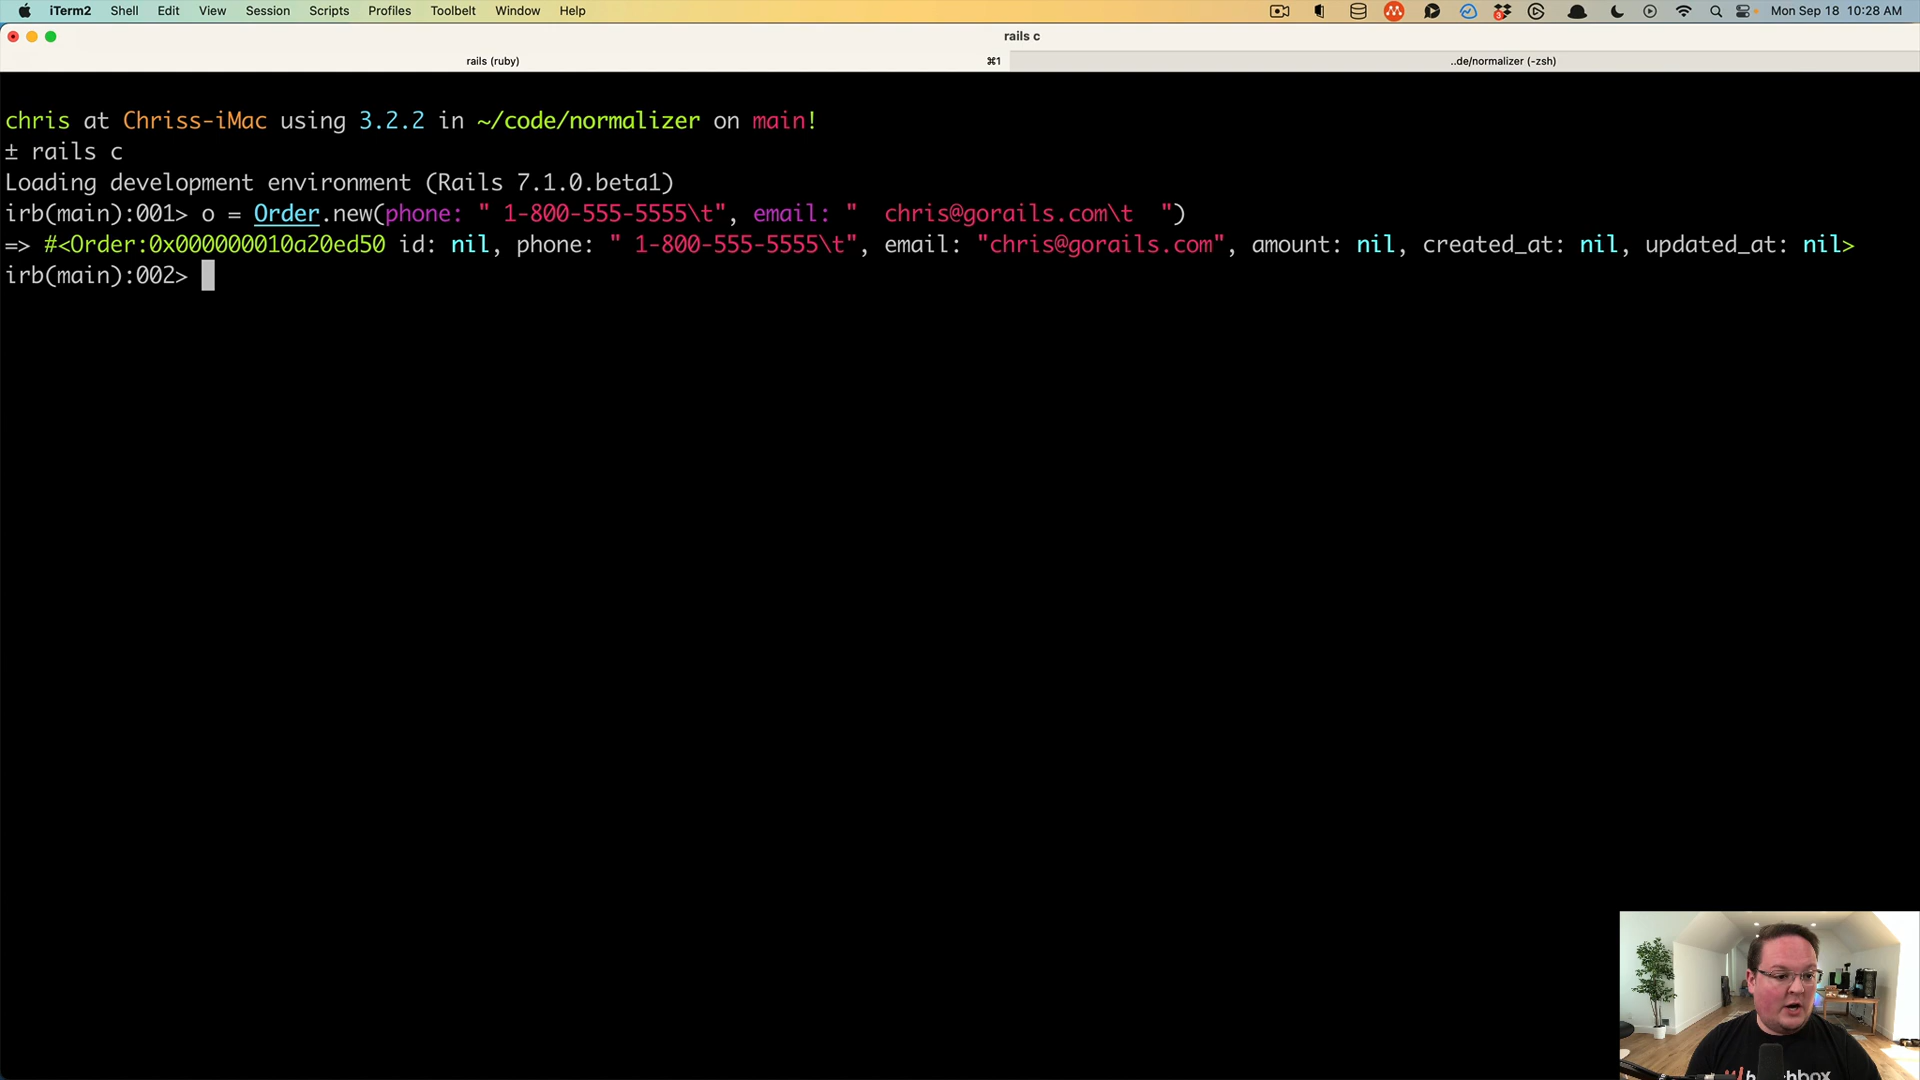 iTerm2 Shell Edit View Session Scripts Profiles Toolbelt Window Help Mon Sep 18 10:28 AM
rails c
rails (ruby) ⌘1 ..de/normalizer (-zsh)
chris at Chriss-iMac using 3.2.2 in ~/code/normalizer on main!
± rails c
Loading development environment (Rails 7.1.0.beta1)
irb(main):001> o = Order.new(phone: " 1-800-555-5555\t", email: "  chris@gorails.com\t  ")
=> #<Order:0x000000010a20ed50 id: nil, phone: " 1-800-555-5555\t", email: "chris@gorails.com", amount: nil, created_at: nil, updated_at: nil>
irb(main):002>